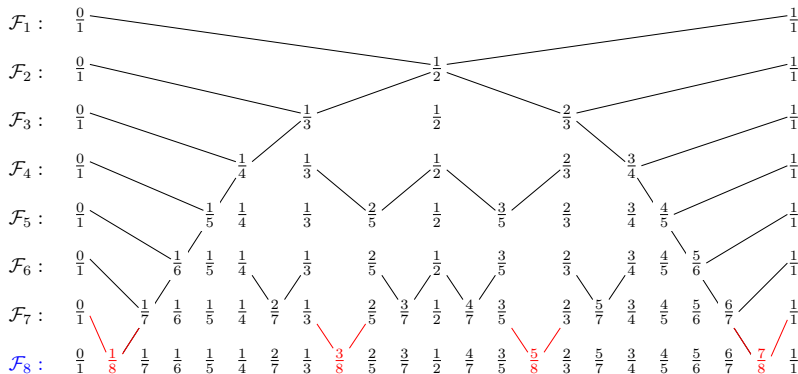 𝓕₁ : 0/1 1/1
𝓕₂ : 0/1 1/2 1/1
𝓕₃ : 0/1 1/3 1/2 2/3 1/1
𝓕₄ : 0/1 1/4 1/3 1/2 2/3 3/4 1/1
𝓕₅ : 0/1 1/5 1/4 1/3 2/5 1/2 3/5 2/3 3/4 4/5 1/1
𝓕₆ : 0/1 1/6 1/5 1/4 1/3 2/5 1/2 3/5 2/3 3/4 4/5 5/6 1/1
𝓕₇ : 0/1 1/7 1/6 1/5 1/4 2/7 1/3 2/5 3/7 1/2 4/7 3/5 2/3 5/7 3/4 4/5 5/6 6/7 1/1
𝓕₈ : 0/1 1/8 1/7 1/6 1/5 1/4 2/7 1/3 3/8 2/5 3/7 1/2 4/7 3/5 5/8 2/3 5/7 3/4 4/5 5/6 6/7 7/8 1/1